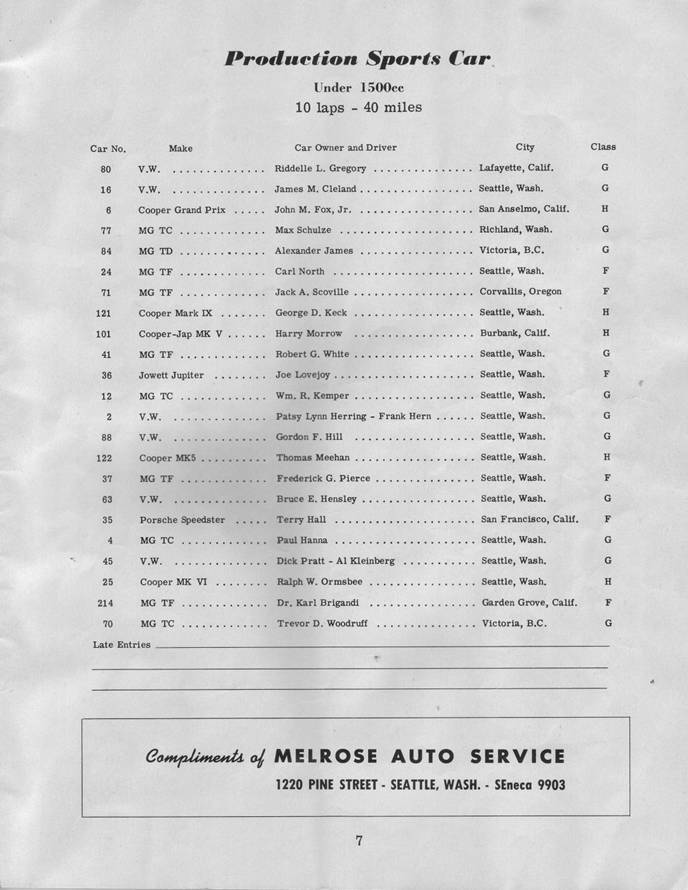 Production Sports Car
Under 1500cc
10 laps - 40 miles
Car No. Make Car Owner and Driver City Class
80 V.W. .............. Riddelle L. Gregory ............... Lafayette, Calif. G
16 V.W. .............. James M. Cleland ................. Seattle, Wash. G
6 Cooper Grand Prix ..... John M. Fox, Jr. ................. San Anselmo, Calif. H
77 MG TC ............. Max Schulze .................... Richland, Wash. G
84 MG TD ............. Alexander James ................. Victoria, B.C. G
24 MG TF ............. Carl North ..................... Seattle, Wash. F
71 MG TF ............. Jack A. Scoville .................. Corvallis, Oregon F
121 Cooper Mark IX ....... George D. Keck .................. Seattle, Wash. H
101 Cooper-Jap MK V ...... Harry Morrow .................. Burbank, Calif. H
41 MG TF ............. Robert G. White .................. Seattle, Wash. G
36 Jowett Jupiter ........ Joe Lovejoy ..................... Seattle, Wash. F
12 MG TC ............. Wm. R. Kemper .................. Seattle, Wash. G
2 V.W. .............. Patsy Lynn Herring - Frank Hern ...... Seattle, Wash. G
88 V.W. .............. Gordon F. Hill .................. Seattle, Wash. G
122 Cooper MK5 .......... Thomas Meehan .................. Seattle, Wash. H
37 MG TF ............. Frederick G. Pierce ............... Seattle, Wash. F
63 V.W. .............. Bruce E. Hensley ................. Seattle, Wash. G
35 Porsche Speedster ..... Terry Hall ..................... San Francisco, Calif. F
4 MG TC ............. Paul Hanna ..................... Seattle, Wash. G
45 V.W. .............. Dick Pratt - Al Kleinberg ........... Seattle, Wash. G
25 Cooper MK VI ........ Ralph W. Ormsbee ................ Seattle, Wash. H
214 MG TF ............. Dr. Karl Brigandi ................ Garden Grove, Calif. F
70 MG TC ............. Trevor D. Woodruff ............... Victoria, B.C. G
Late Entries
Compliments of MELROSE AUTO SERVICE
1220 PINE STREET - SEATTLE, WASH. - SEneca 9903
7